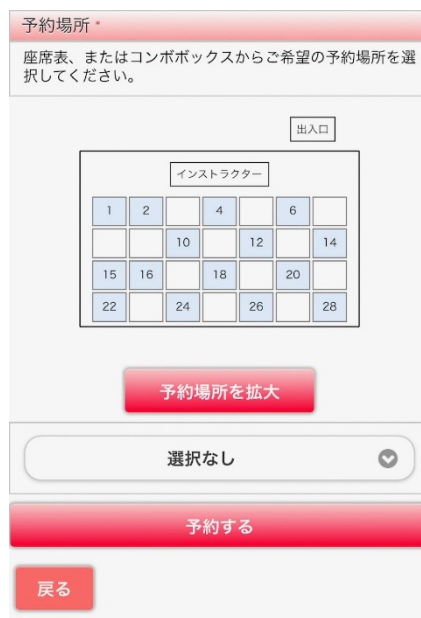 予約場所 *
座席表、またはコンボボックスからご希望の予約場所を選
択してください。
出入口
インストラクター
1 2 4 6
10 12 14
15 16 18 20
22 24 26 28
予約場所を拡大
選択なし
予約する
戻る